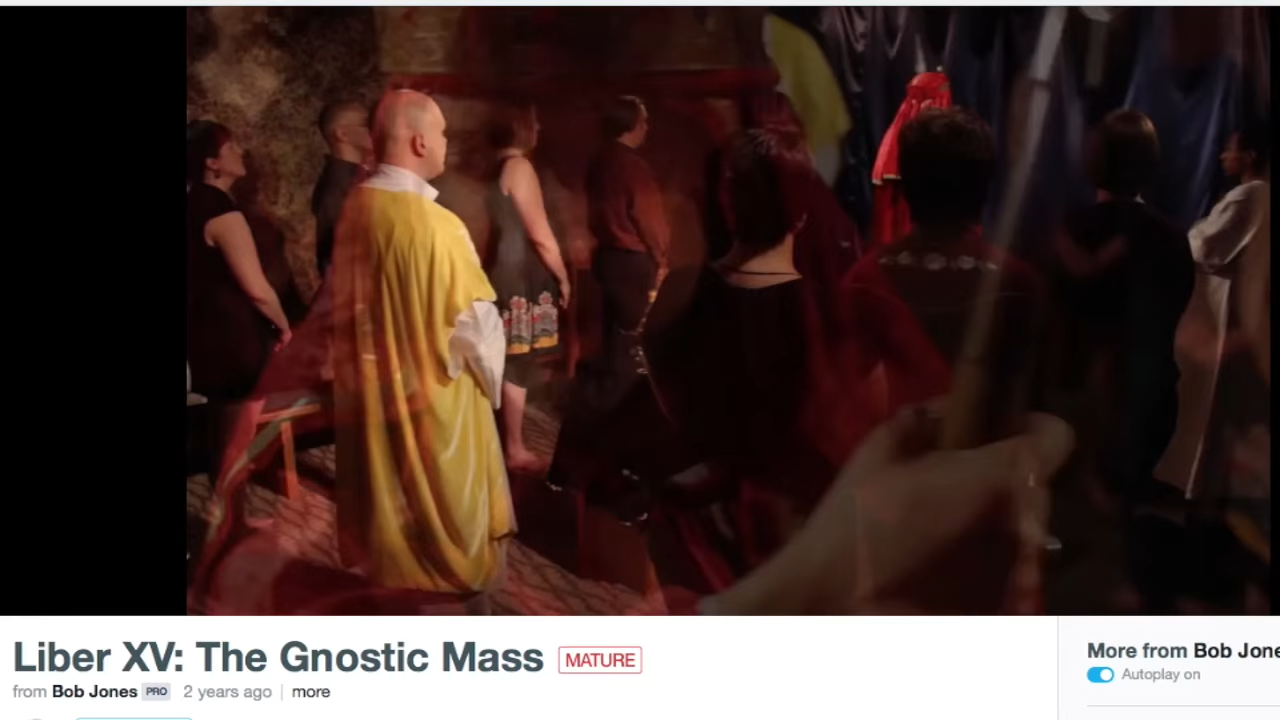 Liber XV: The Gnostic Mass MATURE
from Bob Jones PRO 2 years ago | more
More from Bob Jone
Autoplay on